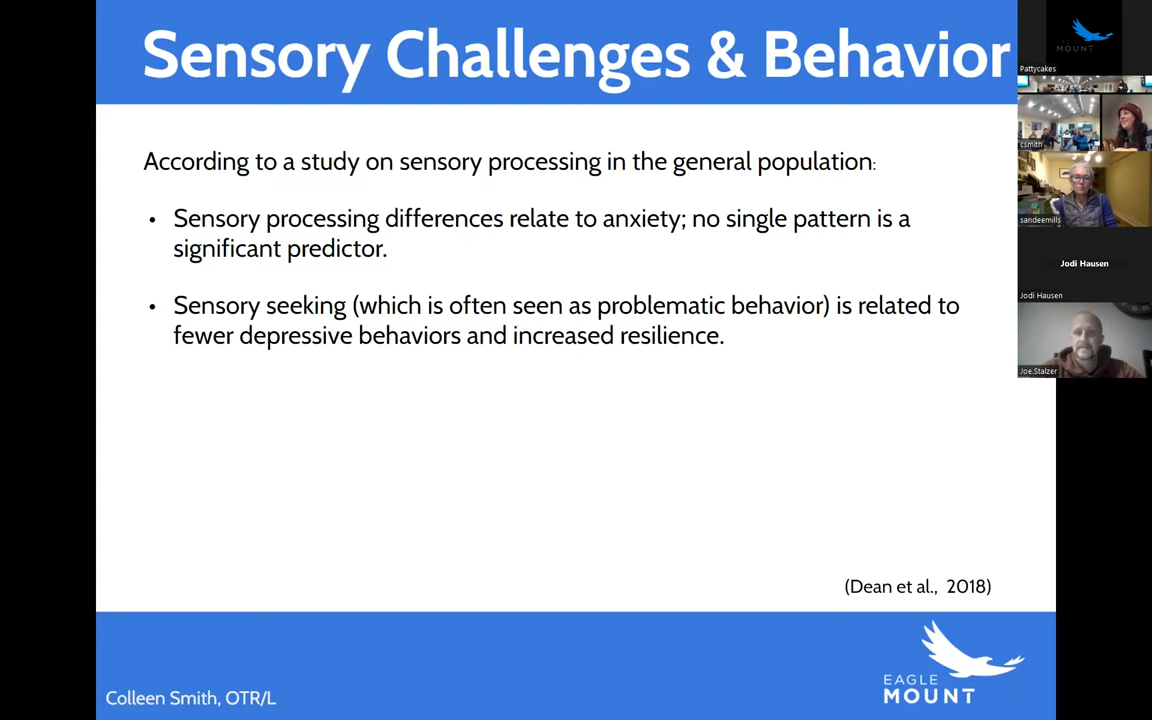 Sensory Challenges & Behavior
According to a study on sensory processing in the general population:
• Sensory processing differences relate to anxiety; no single pattern is a
significant predictor.
• Sensory seeking (which is often seen as problematic behavior) is related to
fewer depressive behaviors and increased resilience.
(Dean et al., 2018)
Colleen Smith, OTR/L
EAGLE
MOUNT
MOUNT
Pattycakes
csmith
sandeemills
Jodi Hausen
Jodi Hausen
Joe.Stalzer